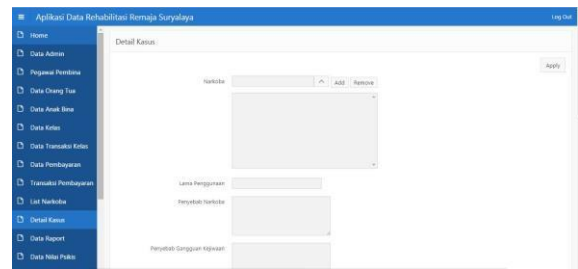 Aplikasi Data Rehabilitasi Remaja Suryalaya
Log Out
Home
Data Admin
Pegawai Pembina
Data Orang Tua
Data Anak Bina
Data Kelas
Data Transaksi Kelas
Data Pembayaran
Transaksi Pembayaran
List Narkoba
Detail Kasus
Data Raport
Data Nilai Psikis
Detail Kasus
Apply
Narkoba
Add
Remove
Lama Penggunaan
Penyebab Narkoba
Penyebab Gangguan Kejiwaan